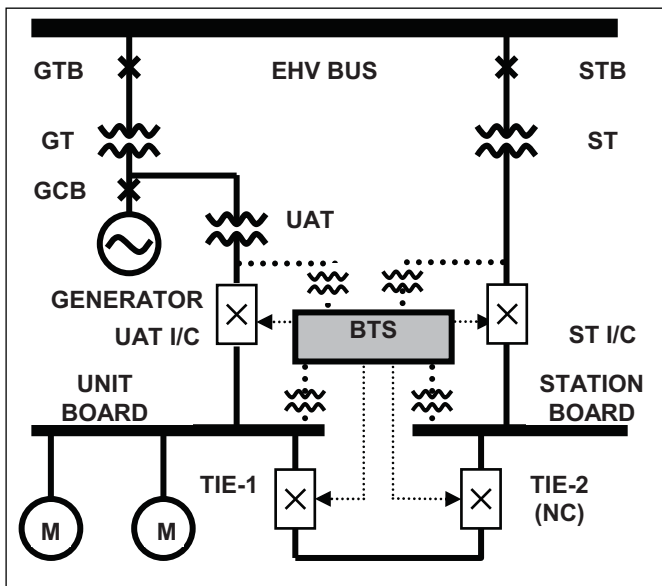 GTB
EHV BUS
STB
GT
ST
GCB
UAT
GENERATOR
UAT I/C
BTS
ST I/C
UNIT
BOARD
STATION
BOARD
TIE-1
TIE-2
(NC)
M
M